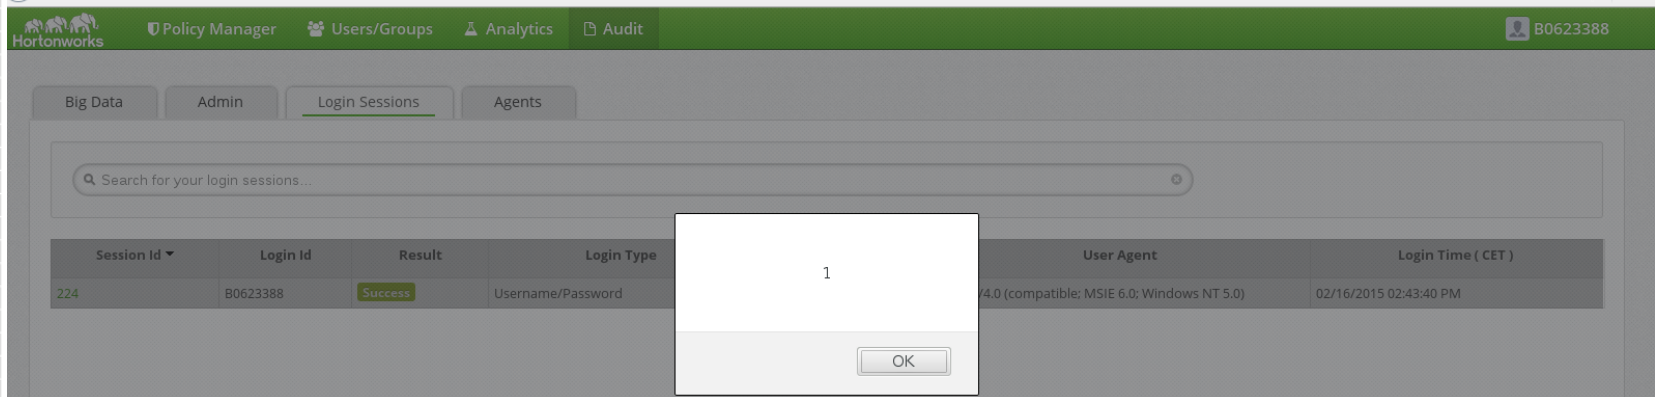 Hortonworks
Policy Manager Users/Groups Analytics Audit B0623388
Big Data Admin Login Sessions Agents
Search for your login sessions...
Session Id Login Id Result Login Type User Agent Login Time ( CET )
224 B0623388 Success Username/Password /4.0 (compatible; MSIE 6.0; Windows NT 5.0) 02/16/2015 02:43:40 PM
1
OK